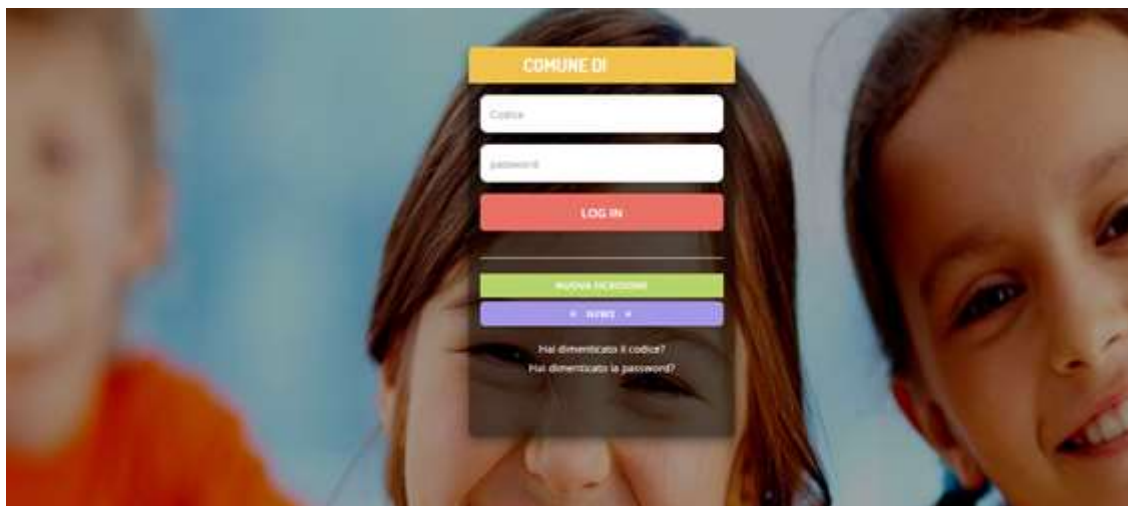 COMUNE DI
Codice
password
LOG IN
NUOVA ISCRIZIONE
NEWS
Hai dimenticato il codice?
Hai dimenticato la password?